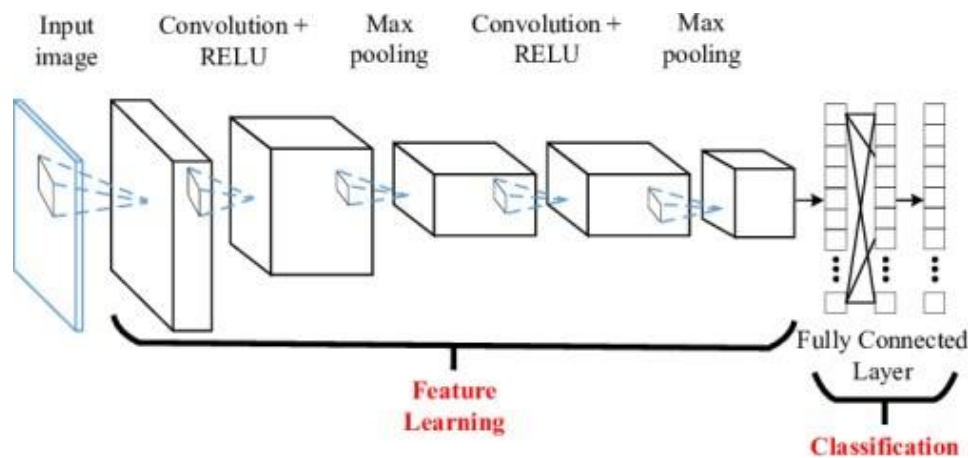 Input
image
Convolution +
RELU
Max
pooling
Convolution +
RELU
Max
pooling
Fully Connected
Layer
Feature
Learning
Classification